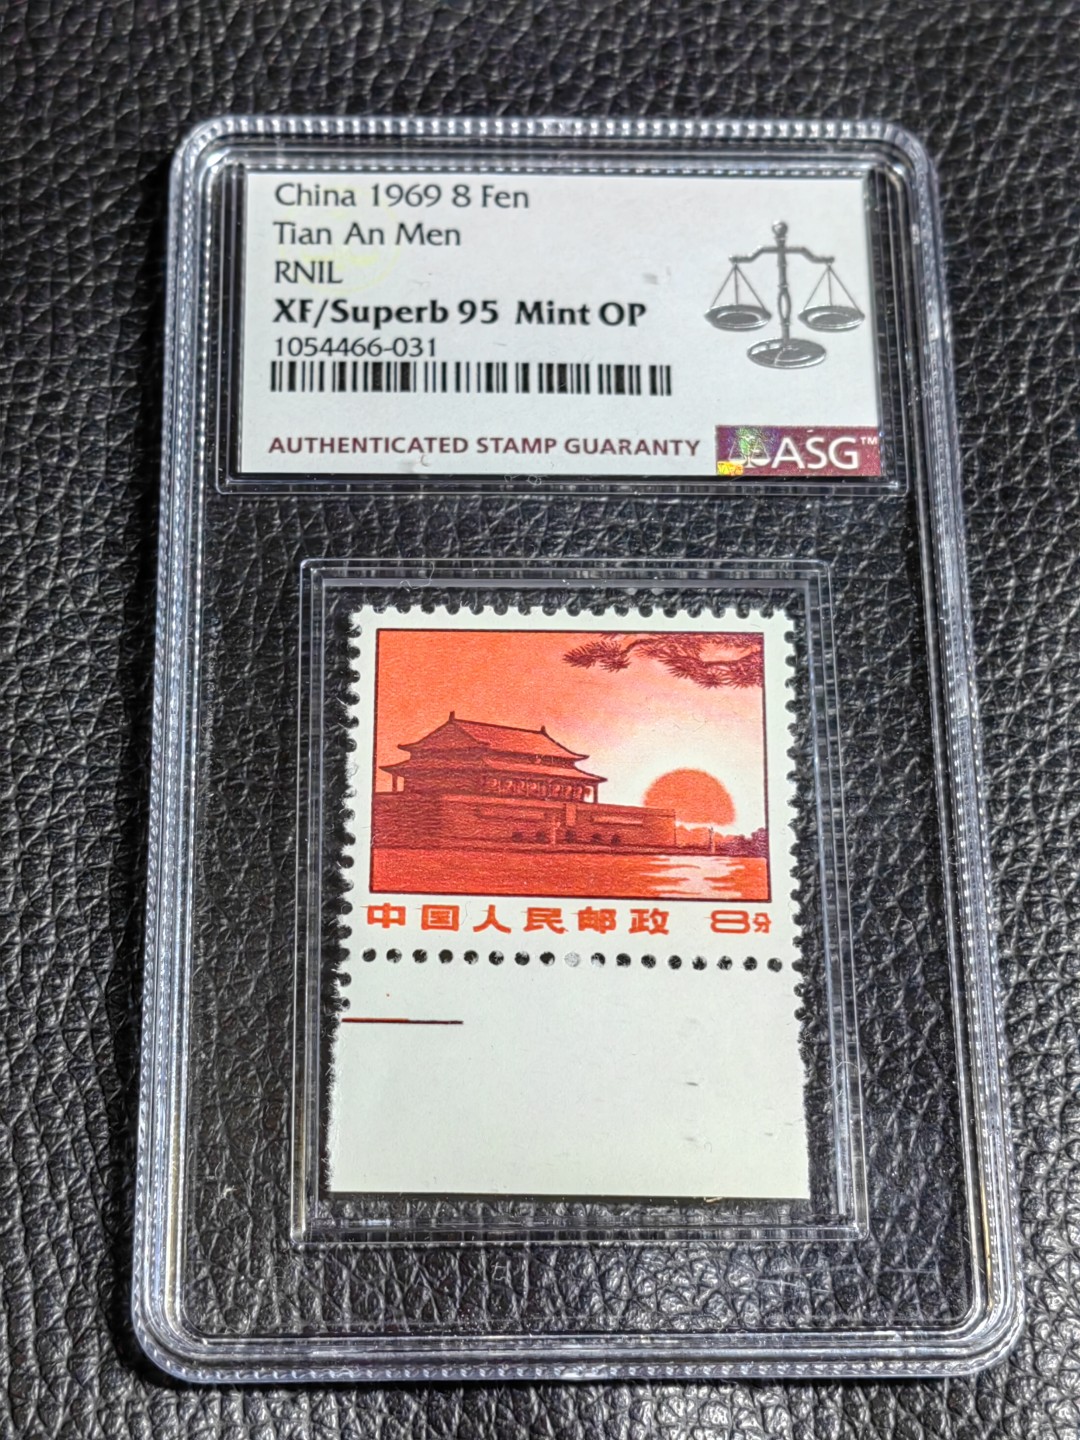 China 1969 8 Fen
Tian An Men
RNIL
XF/Superb 95 Mint OP
1054466-031
AUTHENTICATED STAMP GUARANTY
ASG™
中国人民邮政 8分